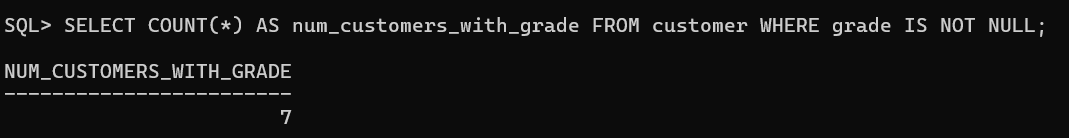 SQL> SELECT COUNT(*) AS num_customers_with_grade FROM customer WHERE grade IS NOT NULL;
NUM_CUSTOMERS_WITH_GRADE
------------------------
7